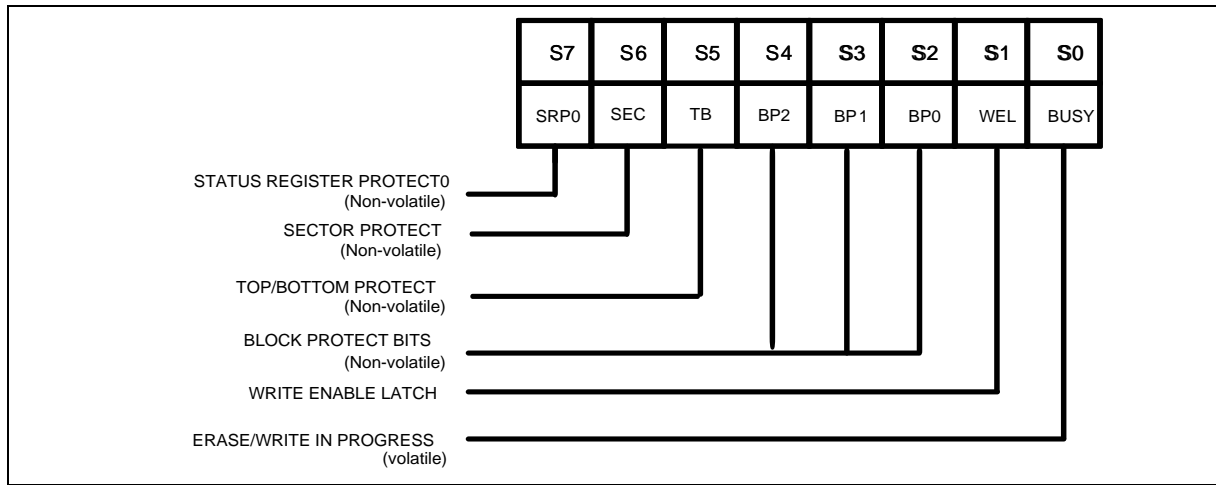 S7 S6 S5 S4 S3 S2 S1 S0
SRP0 SEC TB BP2 BP1 BP0 WEL BUSY
STATUS REGISTER PROTECT0
(Non-volatile)
SECTOR PROTECT
(Non-volatile)
TOP/BOTTOM PROTECT
(Non-volatile)
BLOCK PROTECT BITS
(Non-volatile)
WRITE ENABLE LATCH
ERASE/WRITE IN PROGRESS
(volatile)